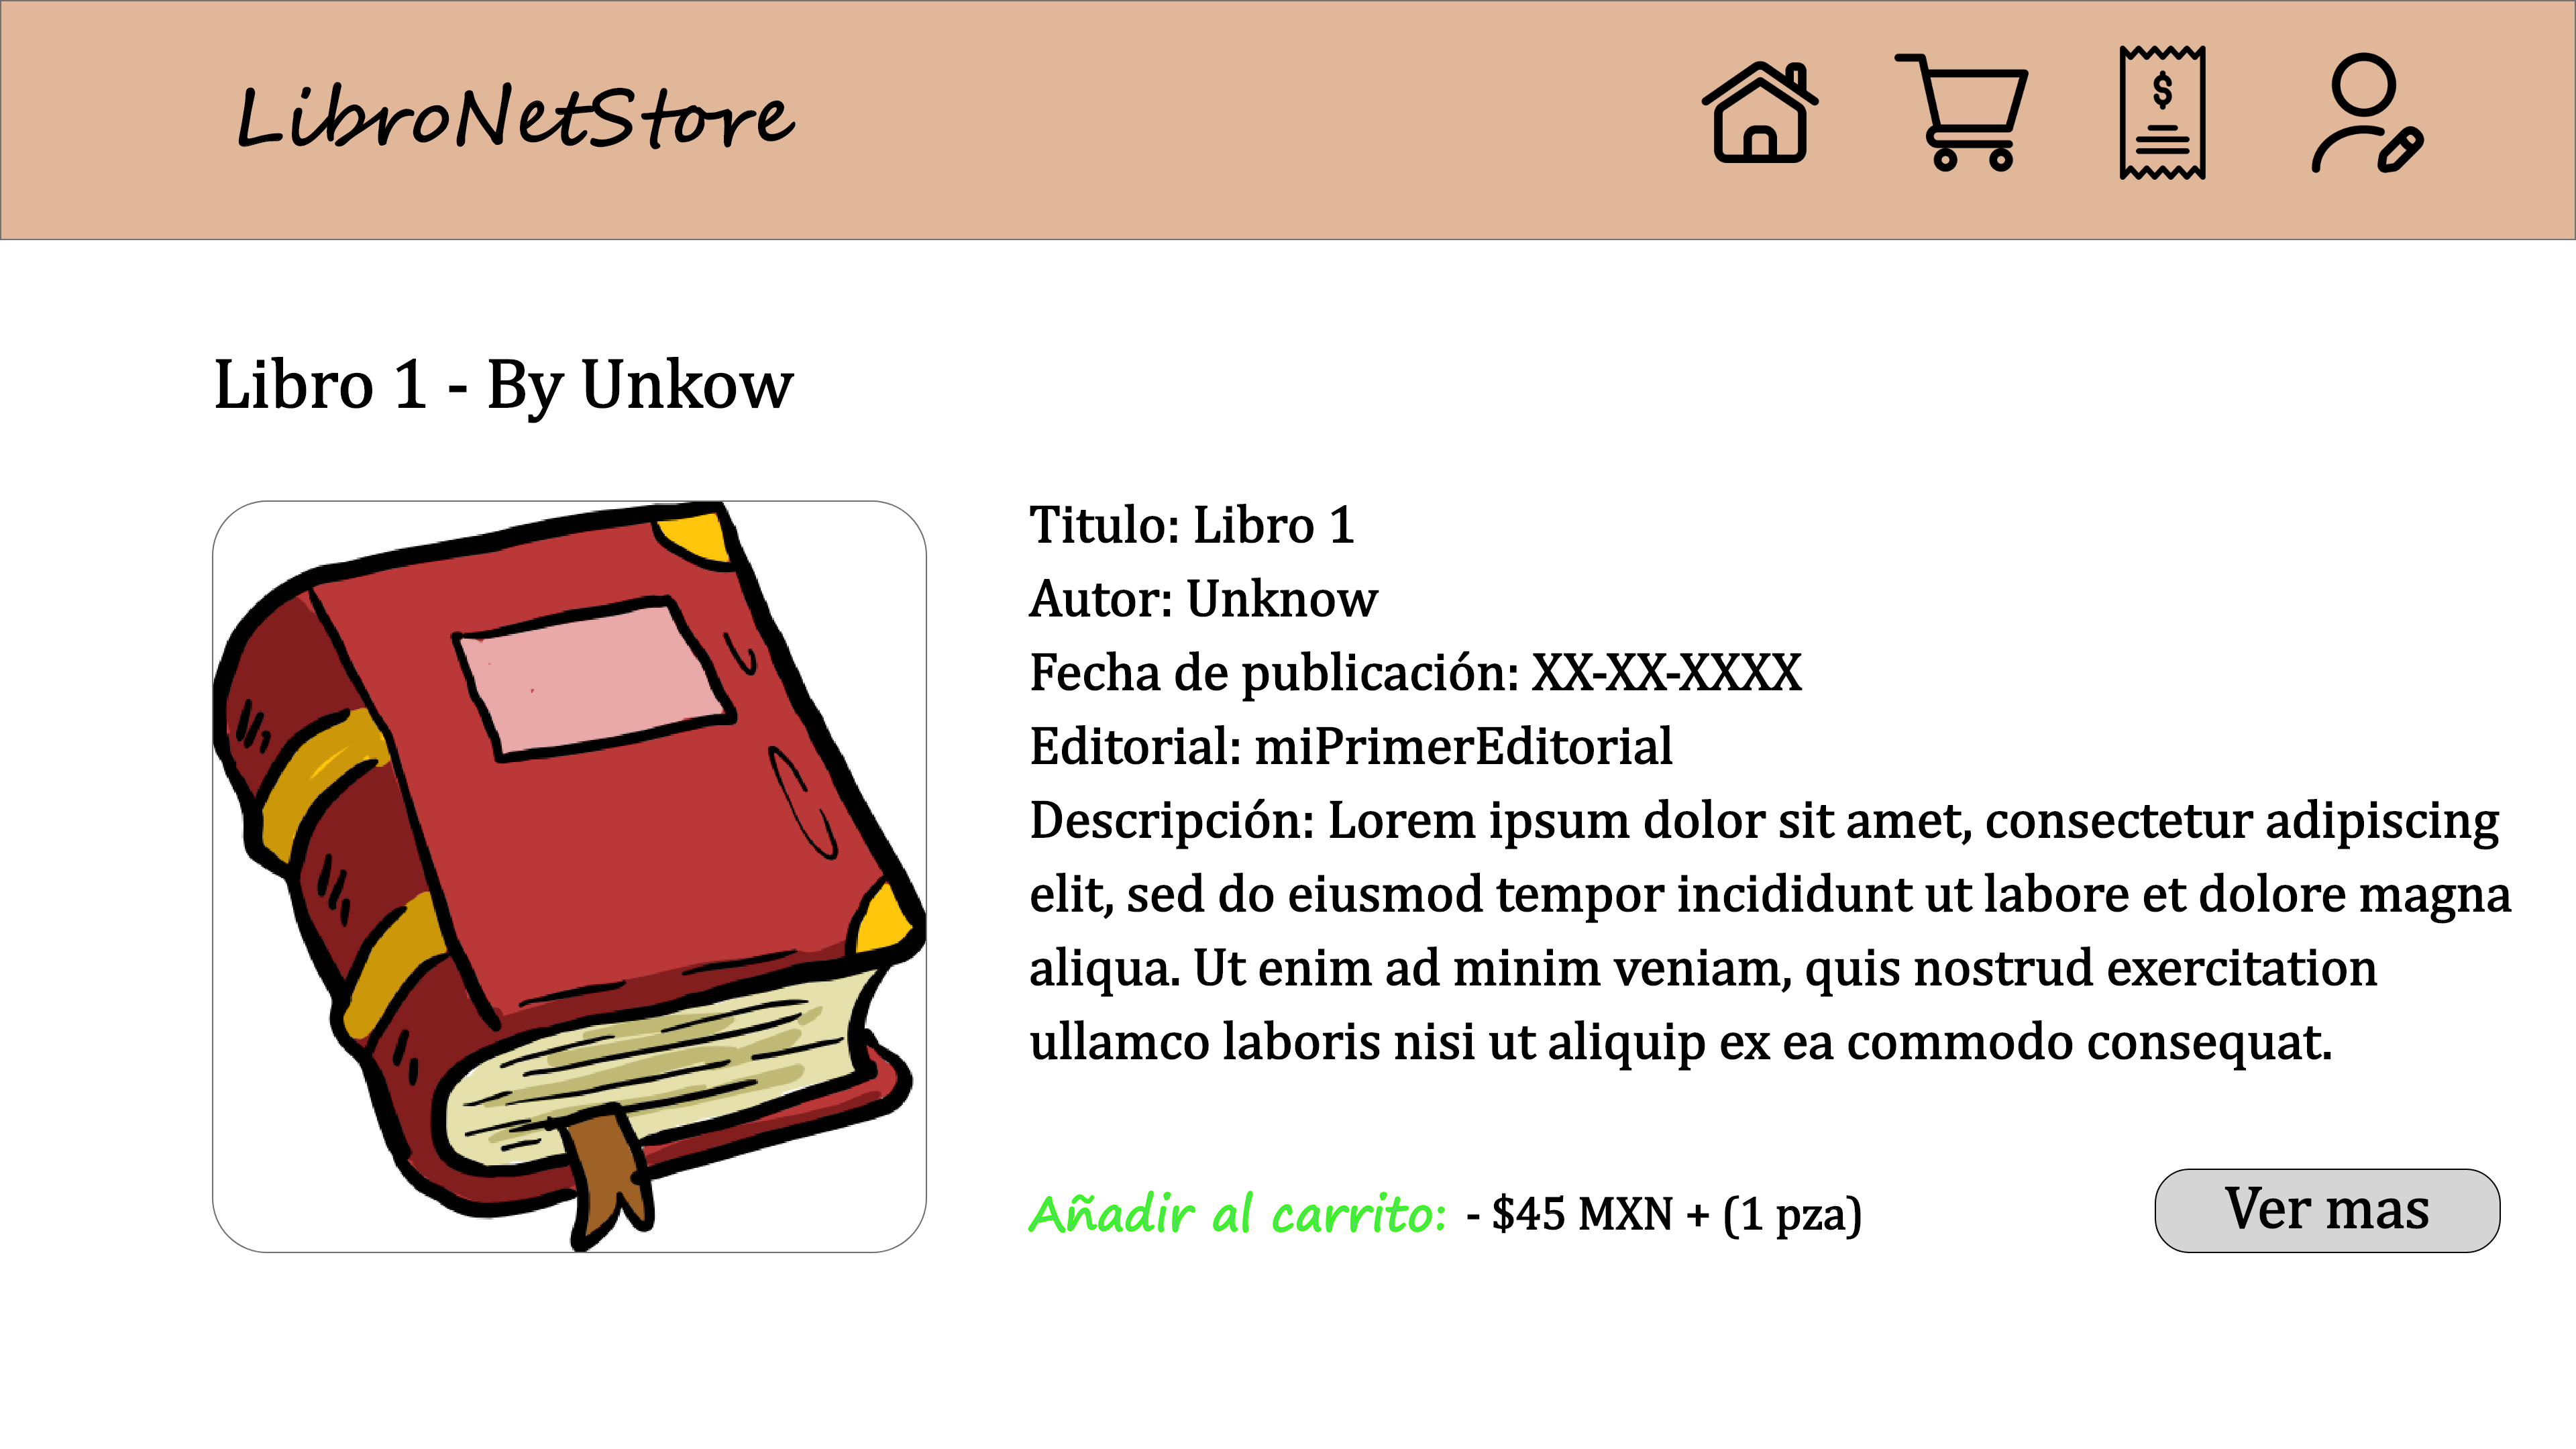 LibroNetStore
$
Libro 1 - By Unkow
Titulo: Libro 1
Autor: Unknow
Fecha de publicación: XX-XX-XXXX
Editorial: miPrimerEditorial
Descripción: Lorem ipsum dolor sit amet, consectetur adipiscing
elit, sed do eiusmod tempor incididunt ut labore et dolore magna
aliqua. Ut enim ad minim veniam, quis nostrud exercitation
ullamco laboris nisi ut aliquip ex ea commodo consequat.
Añadir al carrito: - $45 MXN + (1 pza)
Ver mas